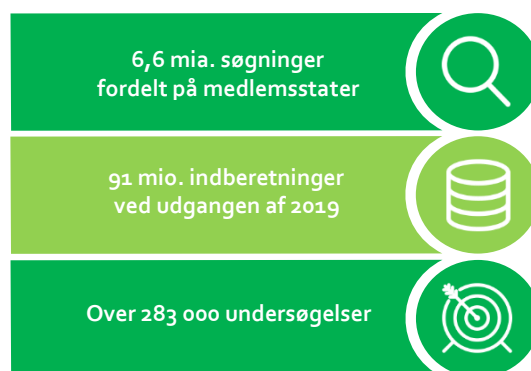 6,6 mia. søgninger
fordelt på medlemsstater
91 mio. indberetninger
ved udgangen af 2019
Over 283 000 undersøgelser